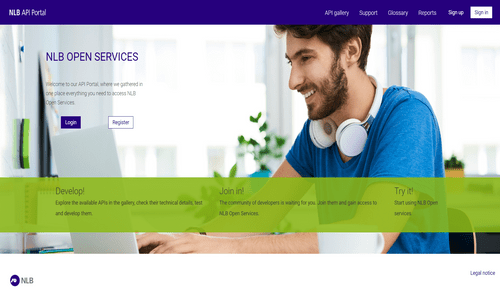 NLB API Portal
API gallery Support Glossary Reports Sign up Sign in
NLB OPEN SERVICES
Welcome to our API Portal, where we gathered in
one place everything you need to access NLB
Open Services.
Login Register
Develop!
Explore the available APIs in the gallery, check their technical details, test
and develop them.
Join in!
The community of developers is waiting for you. Join them and gain access to
NLB Open Services.
Try it!
Start using NLB Open
services.
NLB
Legal notice